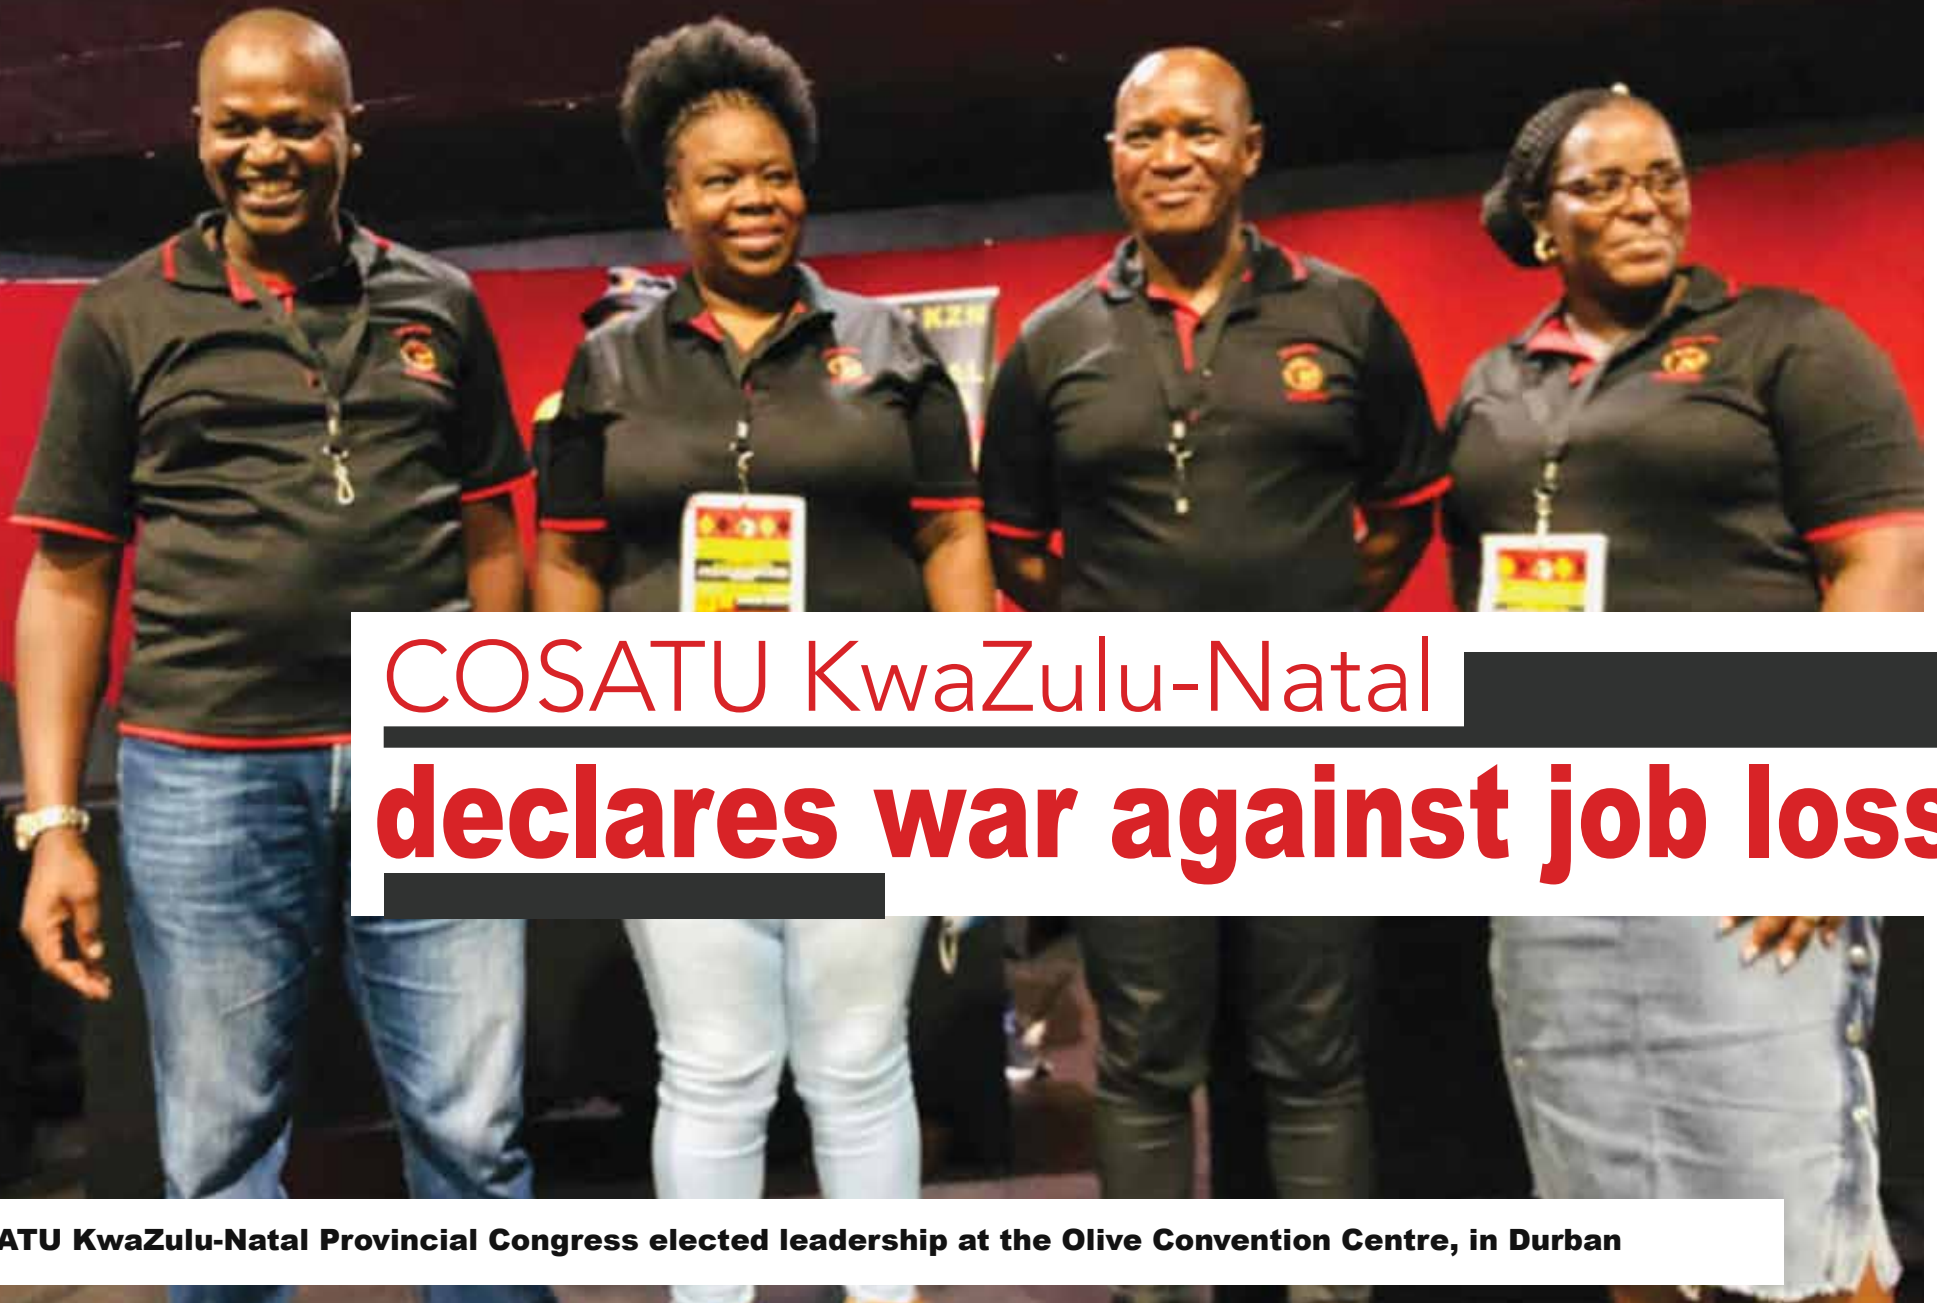 KZN
COSATU KwaZulu-Natal
declares war against job loss
ATU KwaZulu-Natal Provincial Congress elected leadership at the Olive Convention Centre, in Durban